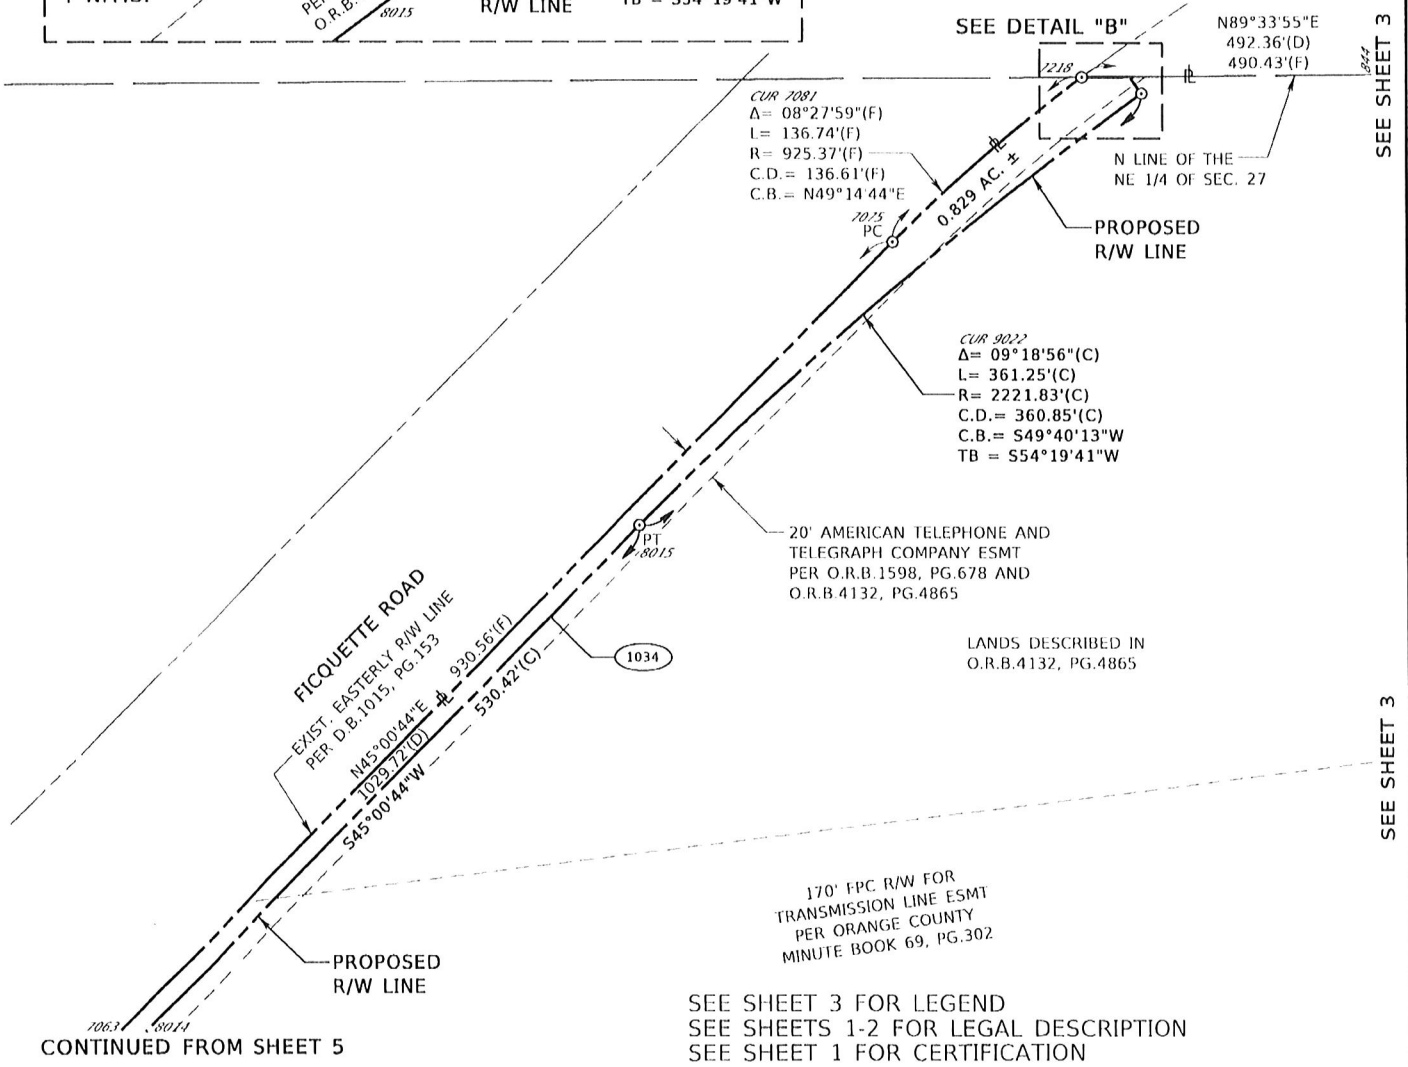 O.R.B.
8015
R/W LINE
SEE DETAIL "B"
N89°33'55"E
492.36'(D)
490.43'(F)
844
SEE SHEET 3
7218
CUR 7081
Δ= 08°27'59"(F)
L= 136.74'(F)
R= 925.37'(F)
C.D.= 136.61'(F)
C.B.= N49°14'44"E
7075
PC
0.829 AC. ±
N LINE OF THE
NE 1/4 OF SEC. 27
PROPOSED
R/W LINE
CUR 9022
Δ= 09°18'56"(C)
L= 361.25'(C)
R= 2221.83'(C)
C.D.= 360.85'(C)
C.B.= S49°40'13"W
TB = S54°19'41"W
PT
8015
20' AMERICAN TELEPHONE AND
TELEGRAPH COMPANY ESMT
PER O.R.B.1598, PG.678 AND
O.R.B.4132, PG.4865
FICQUETTE ROAD
EXIST. EASTERLY R/W LINE
PER D.B.1015, PG.153
930.56'(F)
530.42'(C)
1034
LANDS DESCRIBED IN
O.R.B.4132, PG.4865
N45°00'44"E
1029.72'(D)
S45°00'44"W
SEE SHEET 3
170' FPC R/W FOR
TRANSMISSION LINE ESMT
PER ORANGE COUNTY
MINUTE BOOK 69, PG.302
PROPOSED
R/W LINE
7063
8014
CONTINUED FROM SHEET 5
SEE SHEET 3 FOR LEGEND
SEE SHEETS 1-2 FOR LEGAL DESCRIPTION
SEE SHEET 1 FOR CERTIFICATION